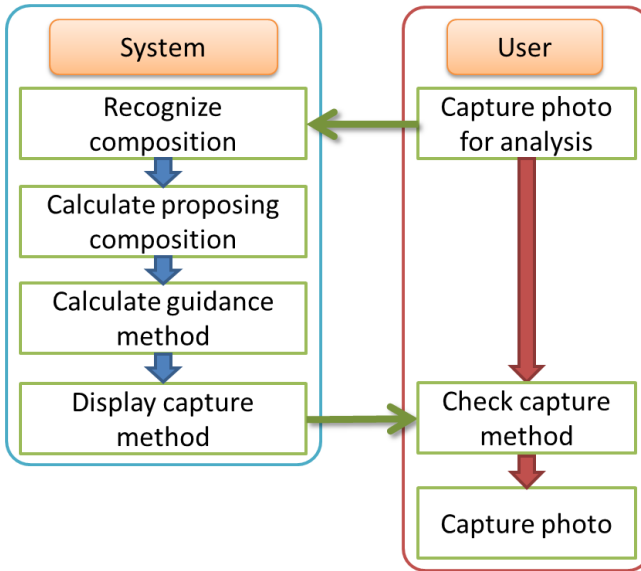 System
Recognize
composition
Calculate proposing
composition
Calculate guidance
method
Display capture
method
User
Capture photo
for analysis
Check capture
method
Capture photo